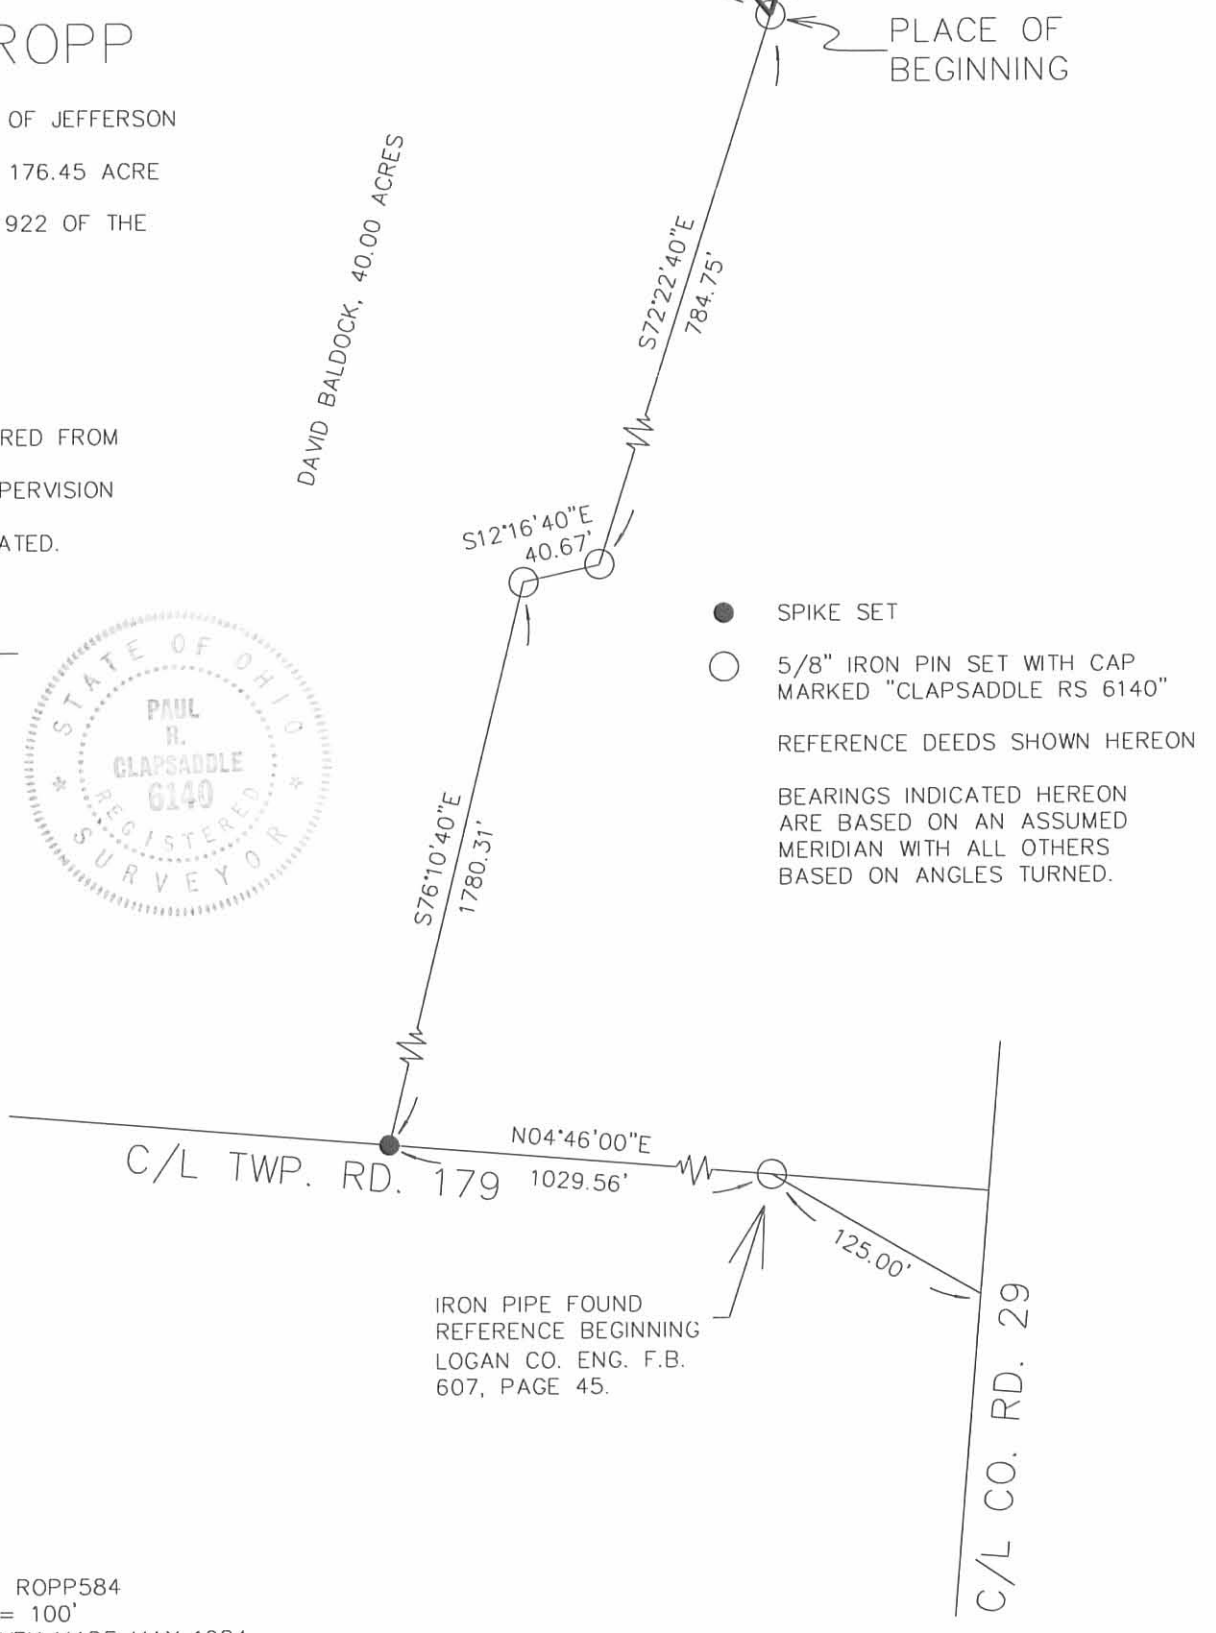 ROPP
OF JEFFERSON
176.45 ACRE
922 OF THE
RED FROM
PERVISION
ATED.
PLACE OF
BEGINNING
DAVID BALDOCK, 40.00 ACRES
S72°22'40"E
784.75'
S12°16'40"E
40.67'
STATE OF OHIO
PAUL
R.
CLAPSADDLE
6140
REGISTERED
SURVEYOR
SPIKE SET
5/8" IRON PIN SET WITH CAP
MARKED "CLAPSADDLE RS 6140"
REFERENCE DEEDS SHOWN HEREON
BEARINGS INDICATED HEREON
ARE BASED ON AN ASSUMED
MERIDIAN WITH ALL OTHERS
BASED ON ANGLES TURNED.
S76°10'40"E
1780.31'
N04°46'00"E
1029.56'
C/L TWP. RD. 179
125.00'
IRON PIPE FOUND
REFERENCE BEGINNING
LOGAN CO. ENG. F.B.
607, PAGE 45.
C/L CO. RD. 29
ROPP584
= 100'